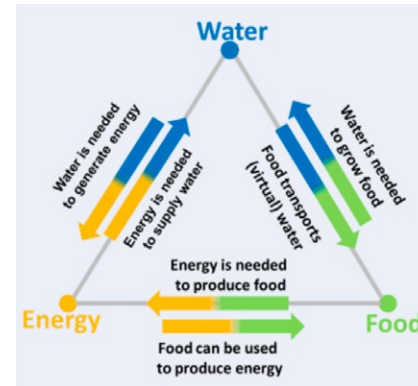 Water
Water is needed
to generate energy
Energy is needed
to supply water
Food transports
(virtual) water
Water is needed
to grow food
Energy is needed
to produce food
Energy
Food
Food can be used
to produce energy